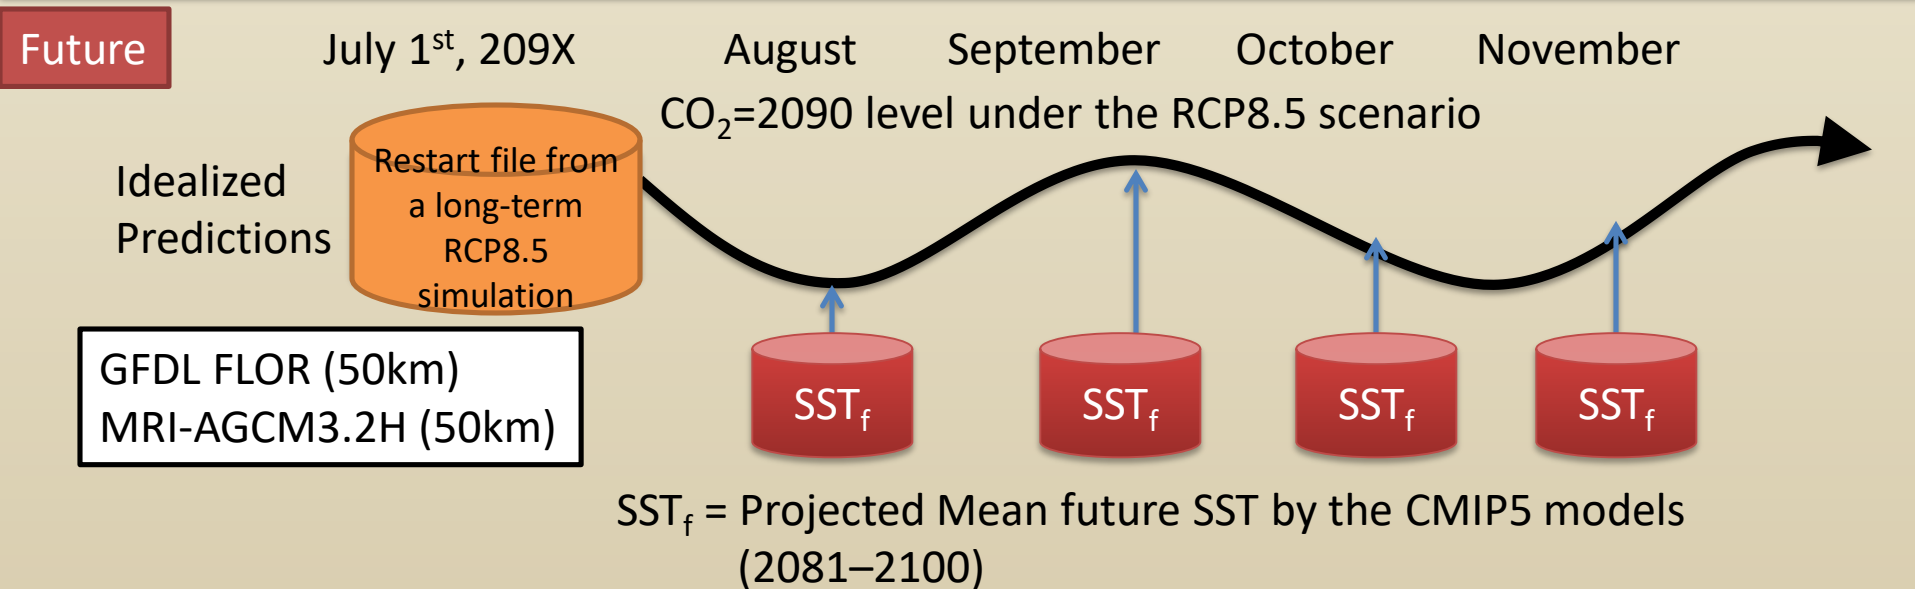 Future
July 1st, 209X
August
September
October
November
CO2=2090 level under the RCP8.5 scenario
Idealized
Predictions
Restart file from
a long-term
RCP8.5
simulation
GFDL FLOR (50km)
MRI-AGCM3.2H (50km)
SSTf
SSTf
SSTf
SSTf
SSTf = Projected Mean future SST by the CMIP5 models
(2081–2100)